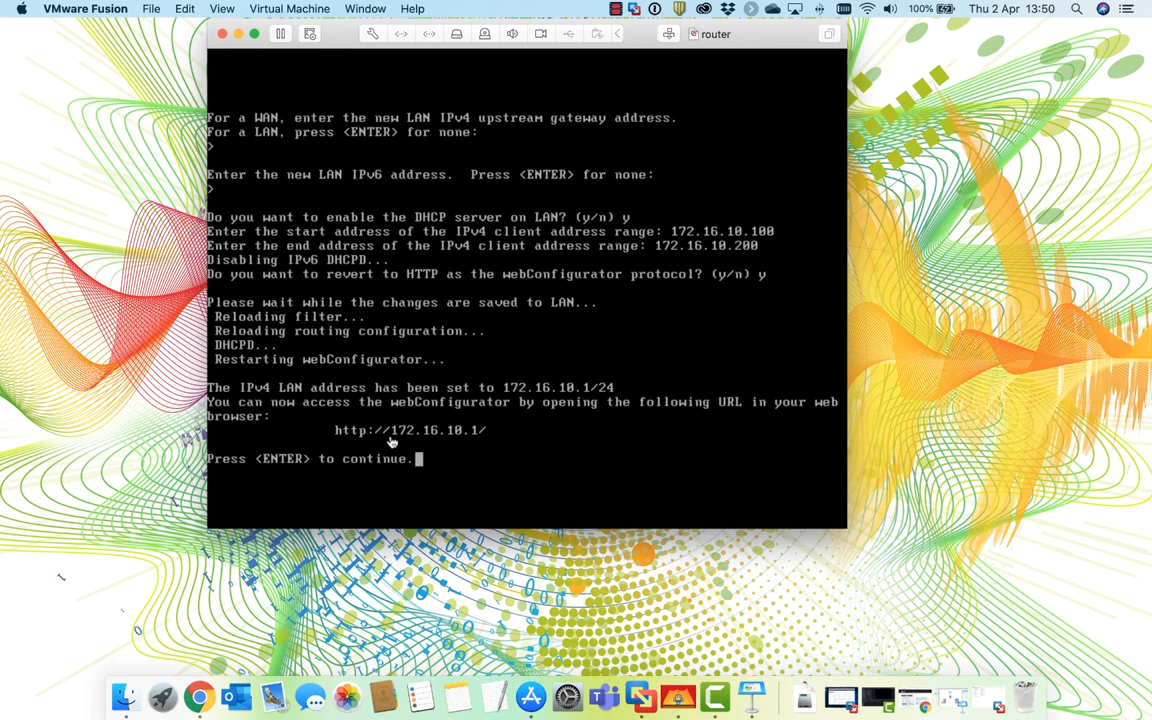 VMware Fusion File Edit View Virtual Machine Window Help 100% Thu 2 Apr 13:50
router
For a WAN, enter the new LAN IPv4 upstream gateway address.
For a LAN, press <ENTER> for none:
>
Enter the new LAN IPv6 address.  Press <ENTER> for none:
>
Do you want to enable the DHCP server on LAN? (y/n) y
Enter the start address of the IPv4 client address range: 172.16.10.100
Enter the end address of the IPv4 client address range: 172.16.10.200
Disabling IPv6 DHCPD...
Do you want to revert to HTTP as the webConfigurator protocol? (y/n) y
Please wait while the changes are saved to LAN...
Reloading filter...
Reloading routing configuration...
DHCPD...
Restarting webConfigurator...
The IPv4 LAN address has been set to 172.16.10.1/24
You can now access the webConfigurator by opening the following URL in your web
browser:
http://172.16.10.1/
Press <ENTER> to continue.